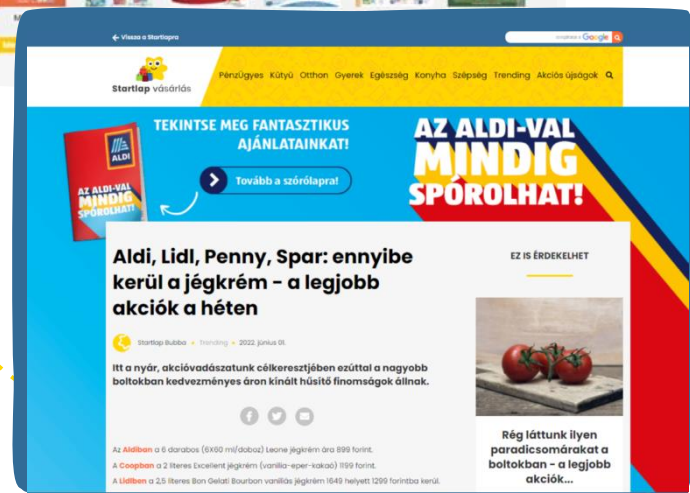 ← Vissza a Startlapra
Google
Startlap vásárlás
Pénzügyes Kütyü Otthon Gyerek Egészség Konyha Szépség Trending Akciós újságok
TEKINTSE MEG FANTASZTIKUS
AJÁNLATAINKAT!
Tovább a szórólapra!
ALDI
AZ ALDI-VAL
MINDIG
SPÓROLHAT!
AZ ALDI-VAL
MINDIG
SPÓROLHAT!
Aldi, Lidl, Penny, Spar: ennyibe
kerül a jégkrém - a legjobb
akciók a héten
Startlap Bubba • Trending • 2022. június 01.
Itt a nyár, akcióvadászatunk célkeresztjében ezúttal a nagyobb
boltokban kedvezményes áron kínált hűsítő finomságok állnak.
Az Aldiban a 6 darabos (6X60 ml/doboz) Leone jégkrém ára 899 forint.
A Coopban a 2 literes Excellent jégkrém (vanília-eper-kakaó) 1199 forint.
A Lidlben a 2,5 literes Bon Gelati Bourbon vaníliás jégkrém 1649 helyett 1299 forintba kerül.
EZ IS ÉRDEKELHET
Rég láttunk ilyen
paradicsomárakat a
boltokban - a legjobb
akciók...